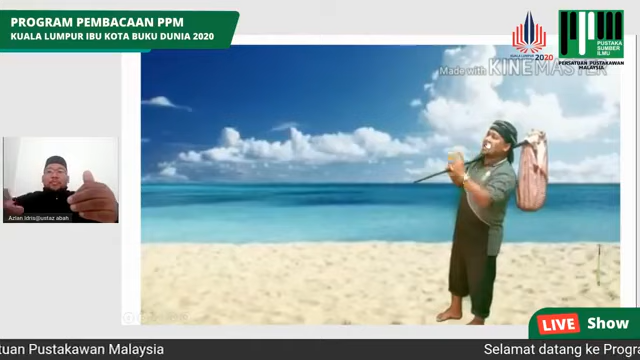 PROGRAM PEMBACAAN PPM
KUALA LUMPUR IBU KOTA BUKU DUNIA 2020
2020
PUSTAKA
SUMBER
ILMU
PERSATUAN PUSTAKAWAN
MALAYSIA
Made with KINEMASTER
Azlan Idris@ustaz abah
LIVE Show
tuan Pustakawan Malaysia
Selamat datang ke Progra